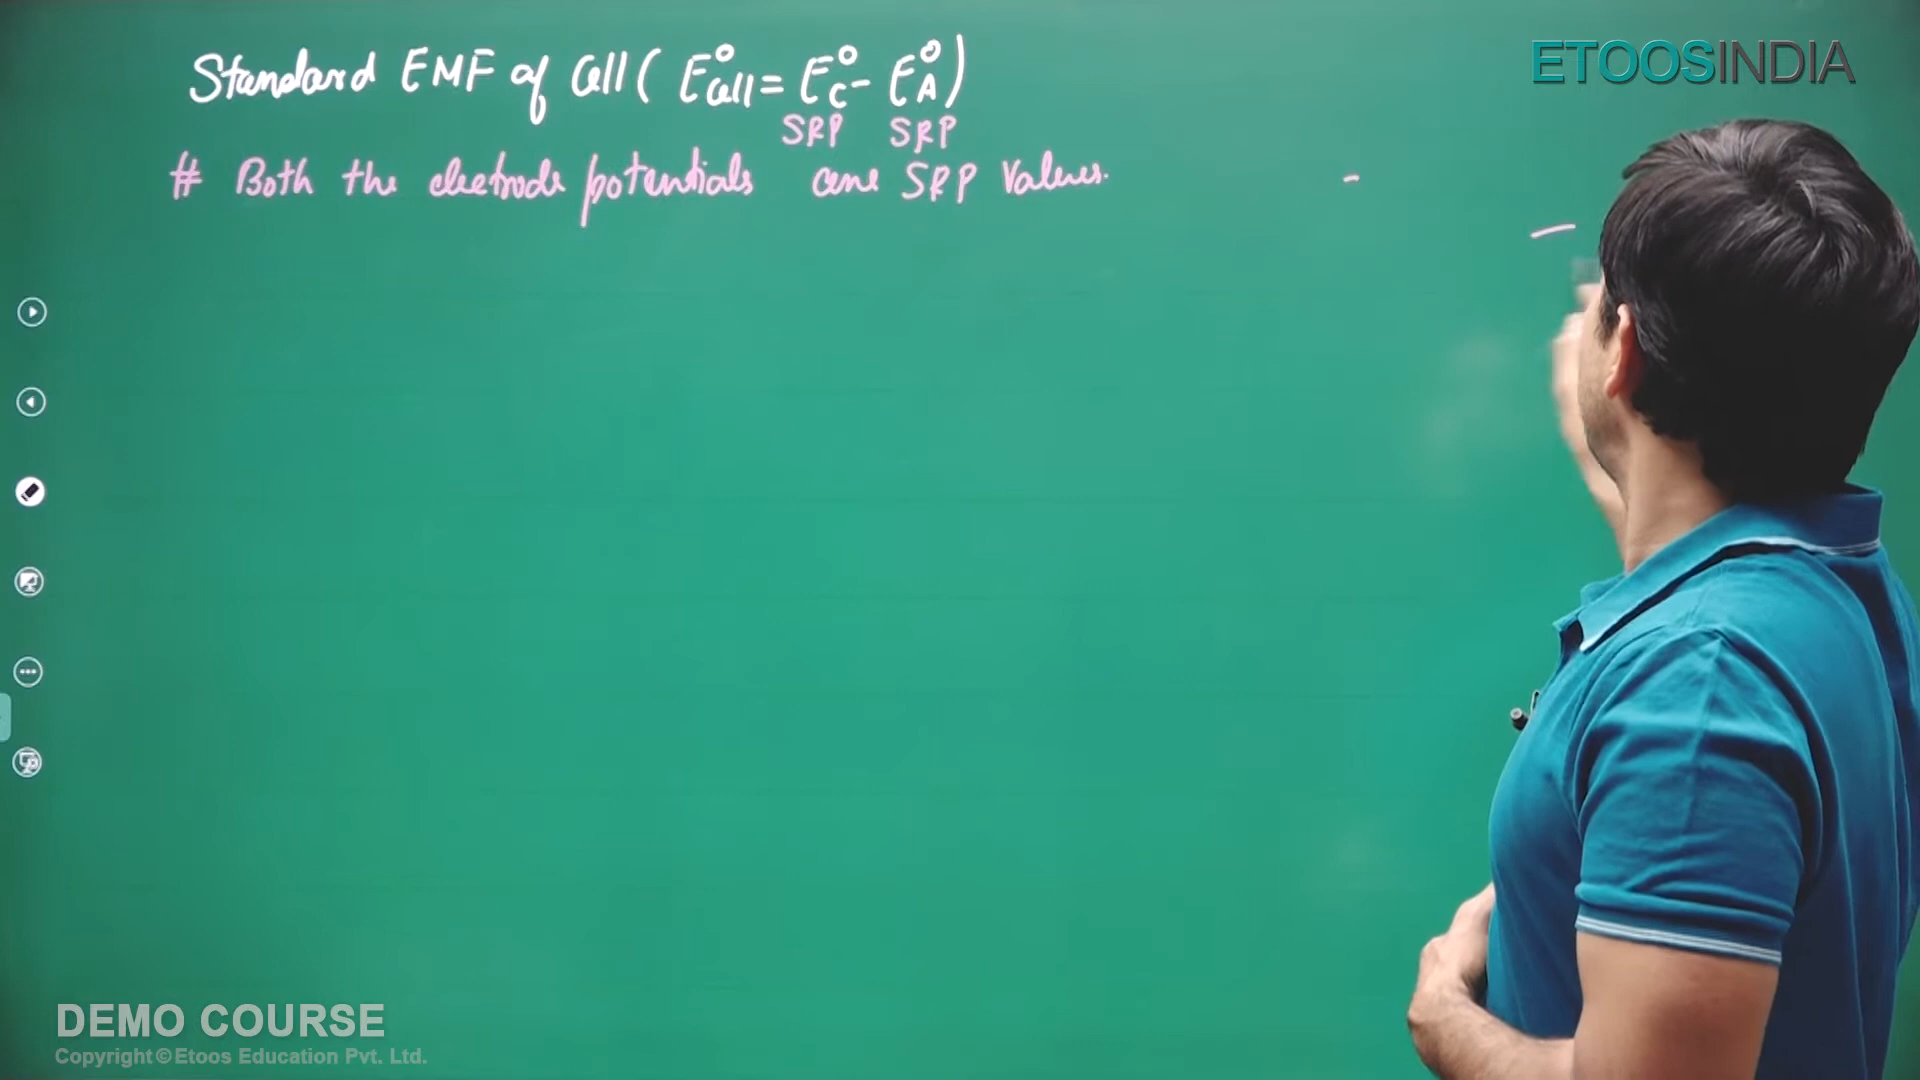 Standard EMF of Cell ( E°Cell = E°C - E°A )
SRP SRP
# Both the electrode potentials are SRP Values.
ETOOSINDIA
DEMO COURSE
Copyright © Etoos Education Pvt. Ltd.